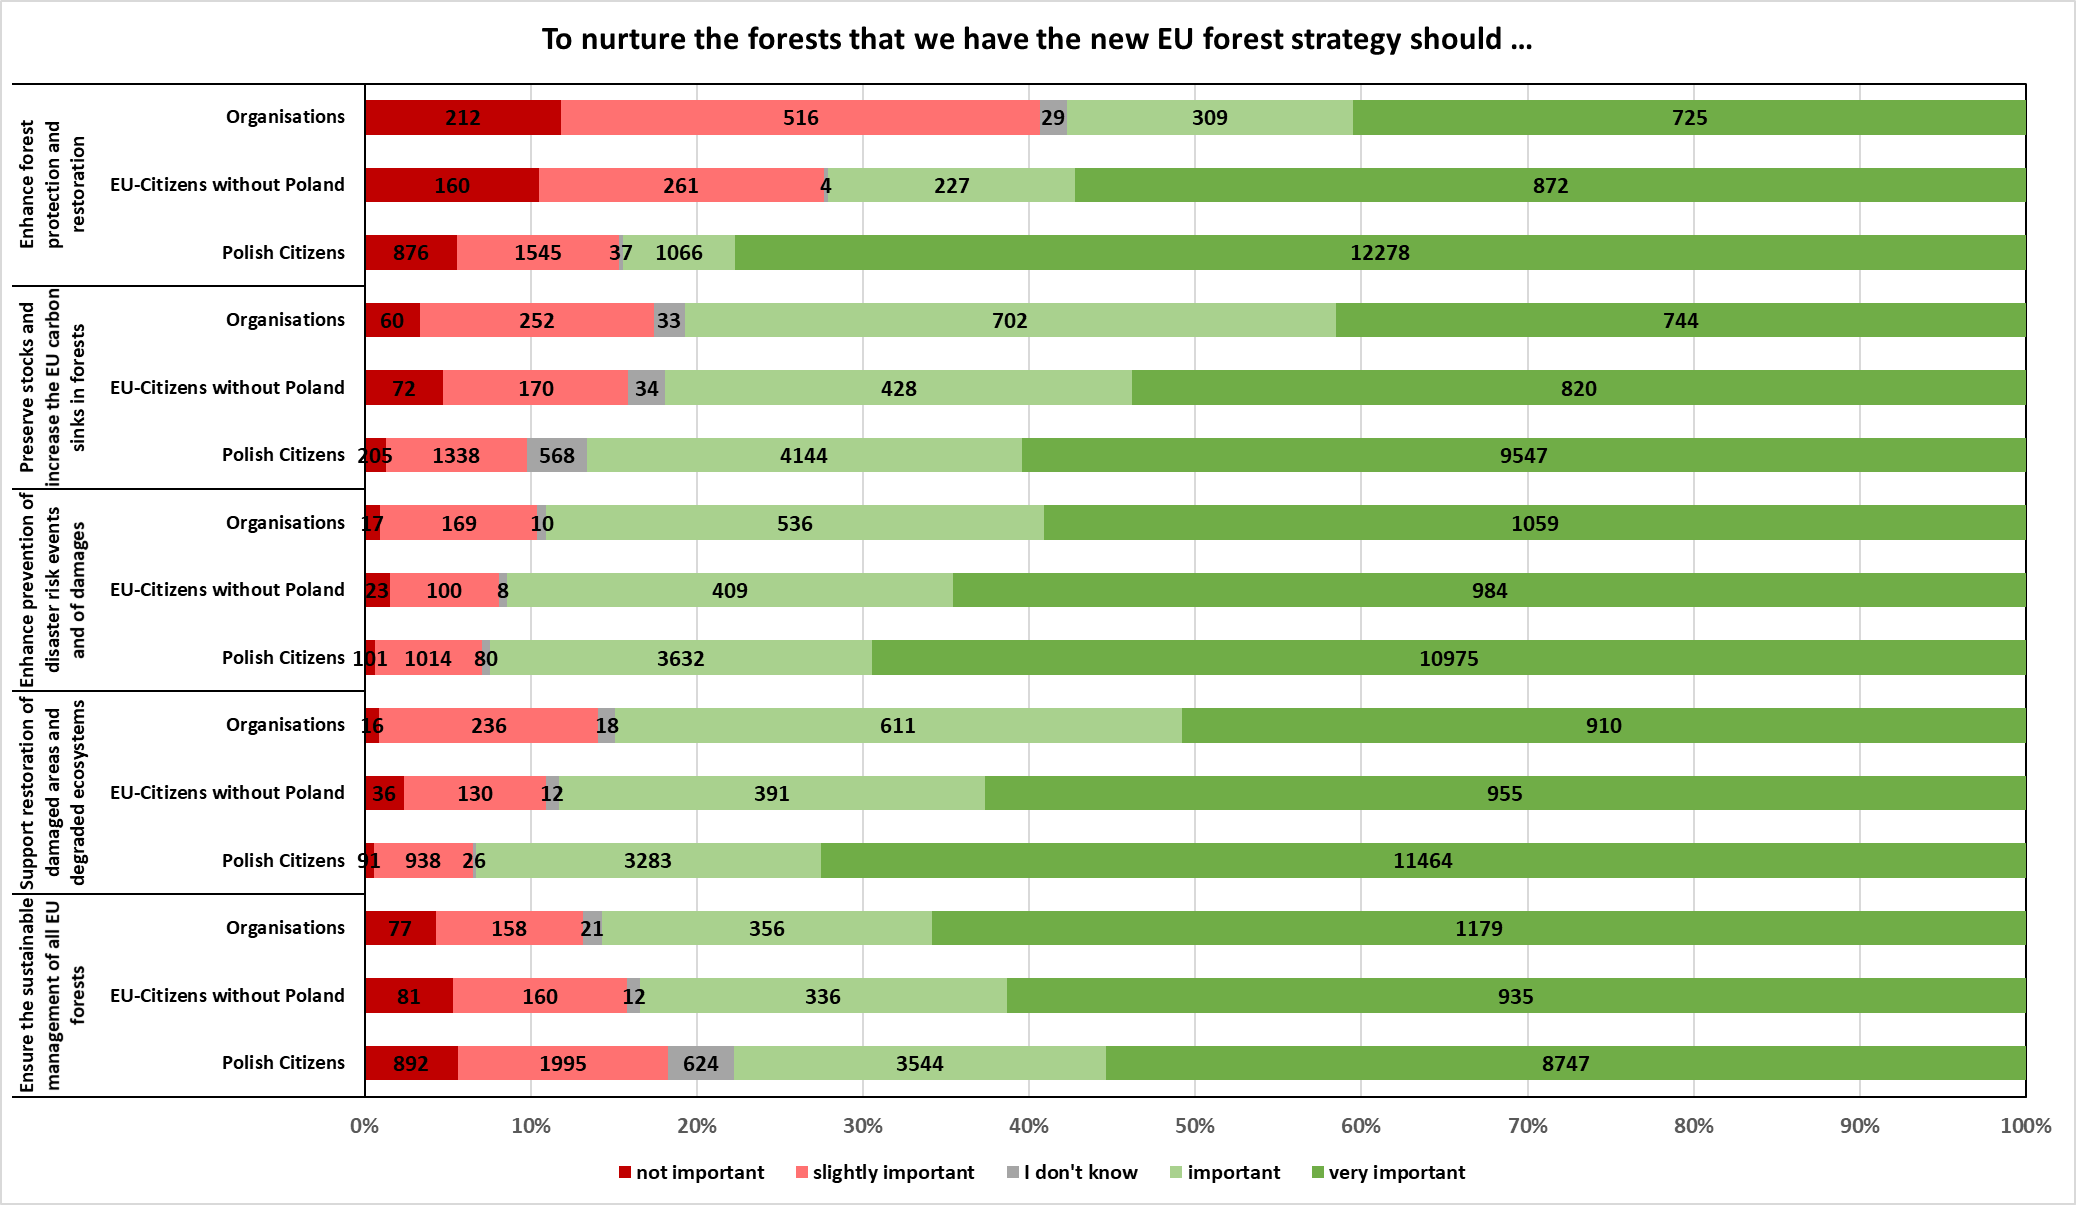 To nurture the forests that we have the new EU forest strategy should ...
Enhance forest
protection and
restoration
Organisations
212 516 29 309 725
EU-Citizens without Poland
160 261 4 227 872
Polish Citizens
876 1545 37 1066 12278
Preserve stocks and
increase the EU carbon
sinks in forests
Organisations
60 252 33 702 744
EU-Citizens without Poland
72 170 34 428 820
Polish Citizens
205 1338 568 4144 9547
Enhance prevention of
disaster risk events
and of damages
Organisations
17 169 10 536 1059
EU-Citizens without Poland
23 100 8 409 984
Polish Citizens
101 1014 80 3632 10975
Support restoration of
damaged areas and
degraded ecosystems
Organisations
16 236 18 611 910
EU-Citizens without Poland
36 130 12 391 955
Polish Citizens
91 938 26 3283 11464
Ensure the sustainable
management of all EU
forests
Organisations
77 158 21 356 1179
EU-Citizens without Poland
81 160 12 336 935
Polish Citizens
892 1995 624 3544 8747
0% 10% 20% 30% 40% 50% 60% 70% 80% 90% 100%
not important slightly important I don't know important very important